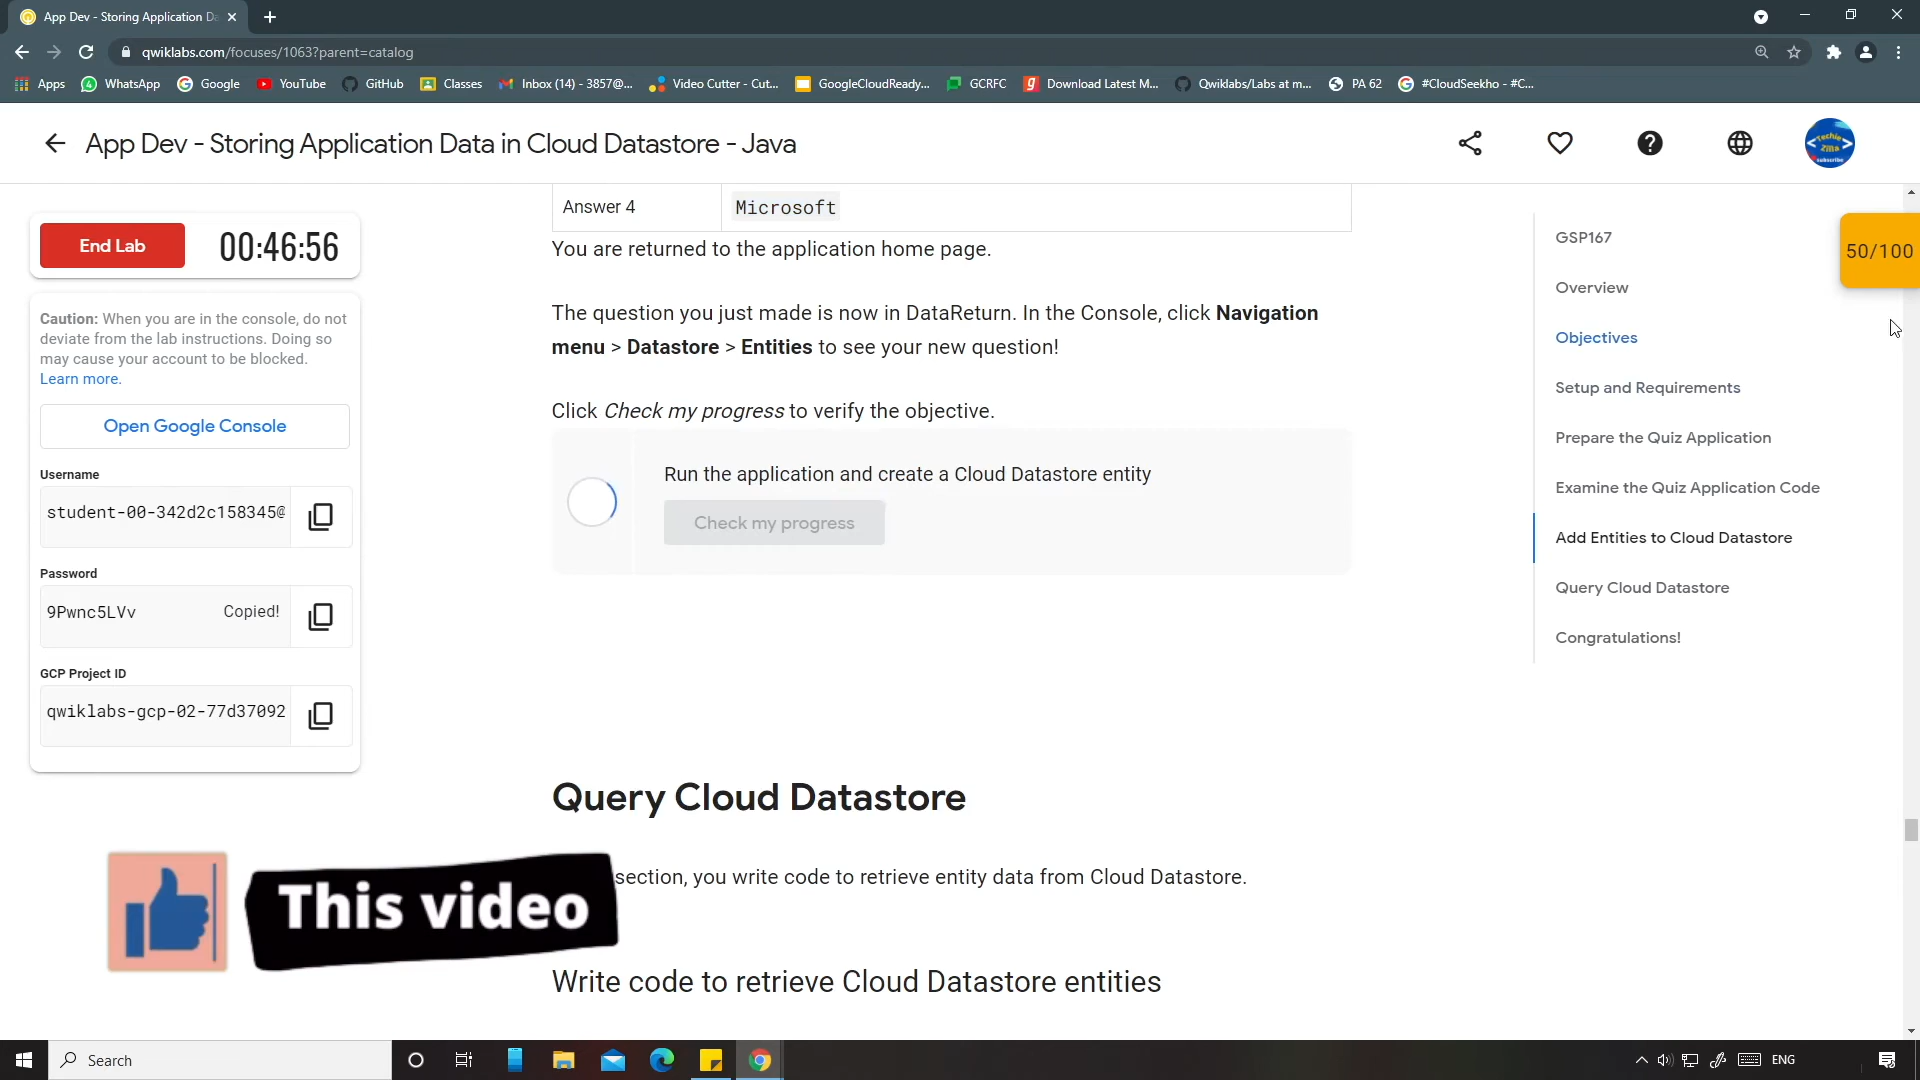 App Dev - Storing Application Da
qwiklabs.com/focuses/1063?parent=catalog
Apps WhatsApp Google YouTube GitHub Classes Inbox (14) - 3857@... Video Cutter - Cut... GoogleCloudReady... GCRFC Download Latest M... Qwiklabs/Labs at m... PA 62 #CloudSeekho - #C...
App Dev - Storing Application Data in Cloud Datastore - Java
<Techie Zilla>
subscribe
End Lab 00:46:56
Caution: When you are in the console, do not
deviate from the lab instructions. Doing so
may cause your account to be blocked.
Learn more.
Open Google Console
Username
student-00-342d2c158345@
Password
9Pwnc5LVv Copied!
GCP Project ID
qwiklabs-gcp-02-77d37092
Answer 4 Microsoft
You are returned to the application home page.
The question you just made is now in DataReturn. In the Console, click Navigation
menu > Datastore > Entities to see your new question!
Click Check my progress to verify the objective.
Run the application and create a Cloud Datastore entity
Check my progress
Query Cloud Datastore
section, you write code to retrieve entity data from Cloud Datastore.
Write code to retrieve Cloud Datastore entities
This video
GSP167
Overview
Objectives
Setup and Requirements
Prepare the Quiz Application
Examine the Quiz Application Code
Add Entities to Cloud Datastore
Query Cloud Datastore
Congratulations!
50/100
Search
ENG